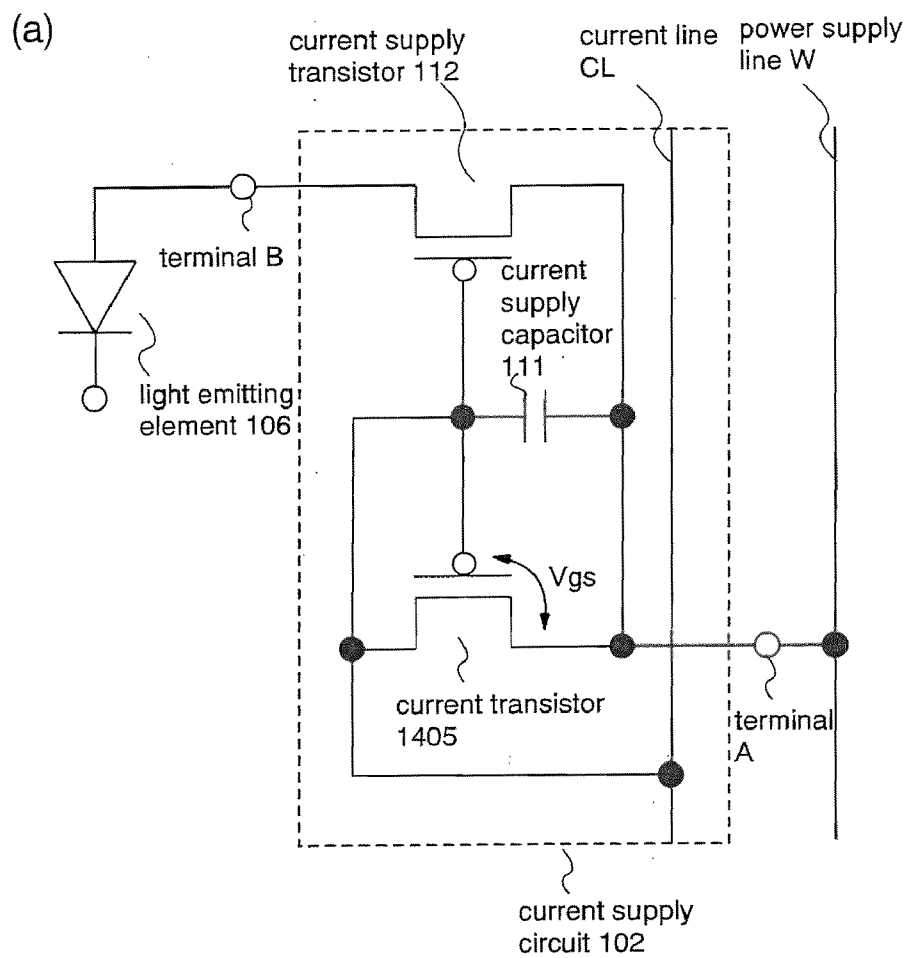 (a)
current supply
transistor 112
current line
CL
power supply
line W
terminal B
current
supply
capacitor
111
light emitting
element 106
Vgs
current transistor
1405
terminal
A
current supply
circuit 102